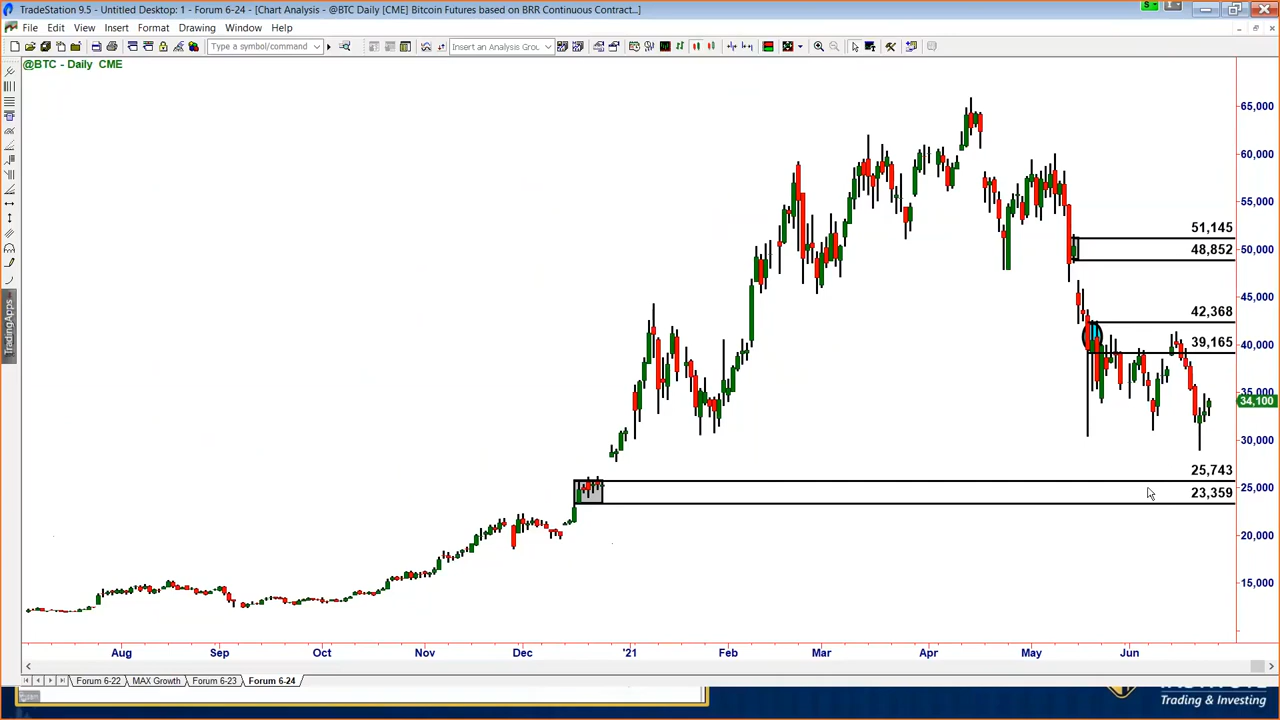 TradeStation 9.5 - Untitled Desktop: 1 - Forum 6-24 - [Chart Analysis - @BTC Daily [CME] Bitcoin Futures based on BRR Continuous Contract...]
File Edit View Insert Format Drawing Window Help
Type a symbol/command
Insert an Analysis Grou
@BTC - Daily CME
TradingApps
65,000
60,000
55,000
51,145
50,000
48,852
45,000
42,368
40,000
39,165
35,000
34,100
30,000
25,743
25,000
23,359
20,000
15,000
Aug Sep Oct Nov Dec '21 Feb Mar Apr May Jun
Forum 6-22 MAX Growth Forum 6-23 Forum 6-24
Trading & Investing